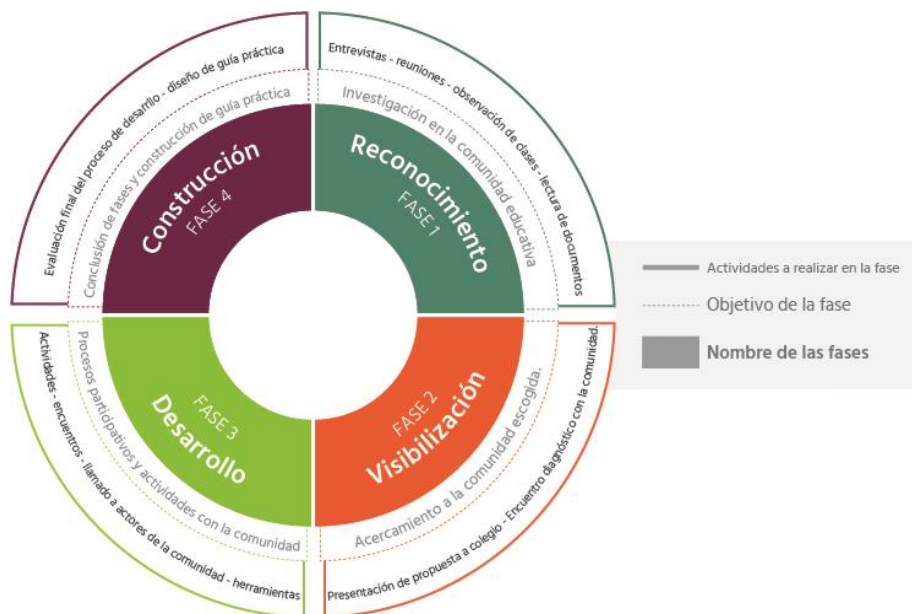 Entrevistas - reuniones - observación de clases - lectura de documentos
Investigación en la comunidad educativa
Reconocimiento
FASE 1
Presentación de propuesta a colegio - Encuentro diagnóstico con la comunidad.
Acercamiento a la comunidad escogida.
FASE 2
Visibilización
Actividades - encuentros - llamado a actores de la comunidad - herramientas
Procesos participativos y actividades con la comunidad
FASE 3
Desarrollo
Evaluación final del proceso de desarrllo - diseño de guía práctica
Conclusión de fases y construcción de guía práctica
Construcción
FASE 4
Actividades a realizar en la fase
Objetivo de la fase
Nombre de las fases